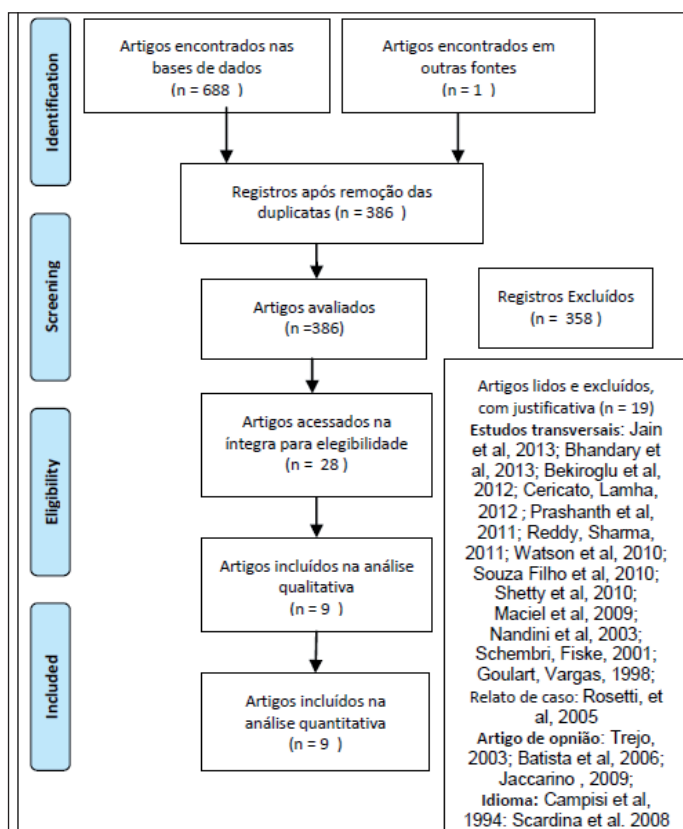 Identification
Artigos encontrados nas
bases de dados
(n = 688 )
Artigos encontrados em
outras fontes
(n = 1 )
Registros após remoção das
duplicatas (n = 386 )
Screening
Artigos avaliados
(n =386)
Registros Excluídos
(n = 358 )
Eligibility
Artigos acessados na
íntegra para elegibilidade
(n = 28 )
Artigos lidos e excluídos,
com justificativa (n = 19)
Estudos transversais: Jain
et al, 2013; Bhandary et
al, 2013; Bekiroglu et al,
2012; Cericato, Lamha,
2012 ; Prashanth et al,
2011; Reddy, Sharma,
2011; Watson et al, 2010;
Souza Filho et al, 2010;
Shetty et al, 2010;
Maciel et al, 2009;
Nandini et al, 2003;
Schembri, Fiske, 2001;
Goulart, Vargas, 1998;
Relato de caso: Rosetti, et
al, 2005
Artigo de opnião: Trejo,
2003; Batista et al, 2006;
Jaccarino , 2009;
Idioma: Campisi et al,
1994; Scardina et al. 2008
Artigos incluídos na análise
qualitativa
(n = 9 )
Included
Artigos incluídos na
análise quantitativa
(n = 9 )